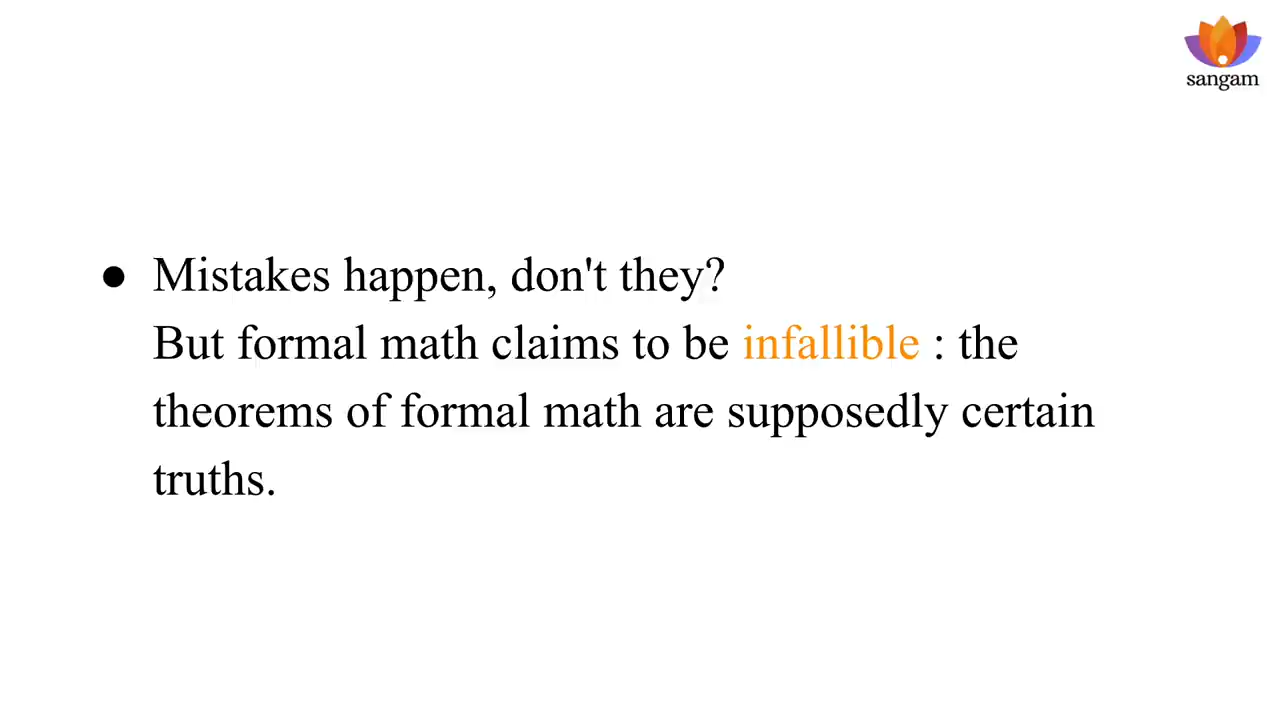 sangam
● Mistakes happen, don't they?
But formal math claims to be infallible : the
theorems of formal math are supposedly certain
truths.